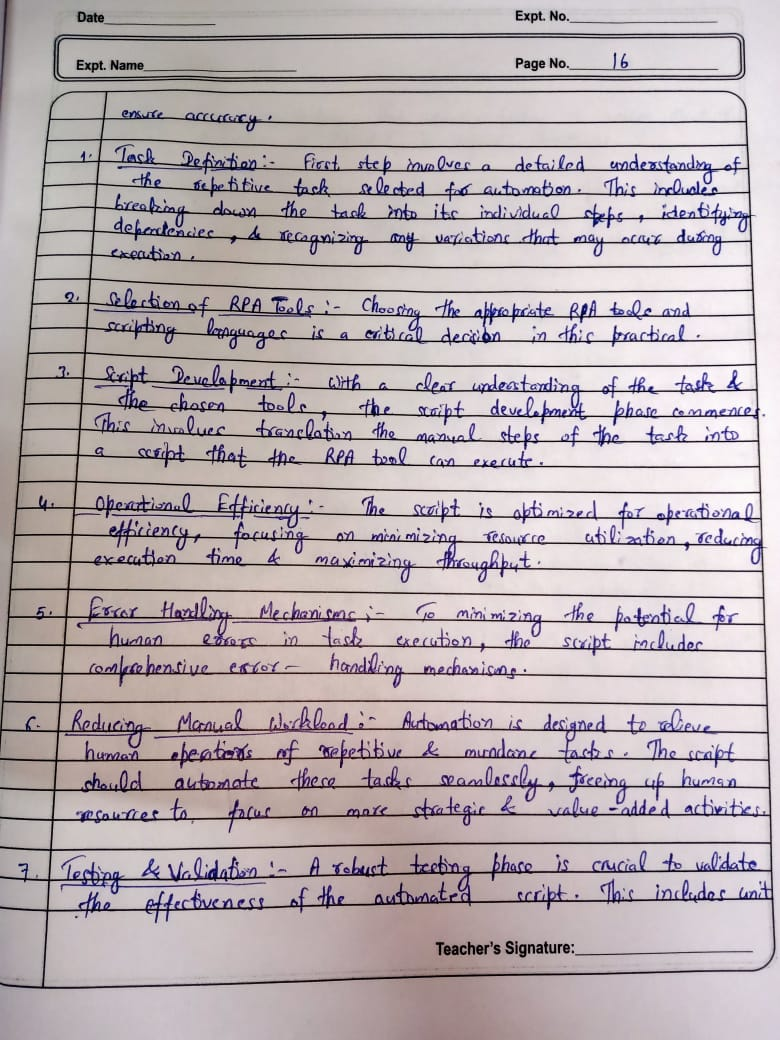 Date
Expt. No.
Expt. Name
Page No. 16
ensure accuracy.
1. Task Definition:- First step involves a detailed understanding of
the repetitive task selected for automation. This includes
breaking down the task into its individual steps, identifying
dependencies, & recognizing any variations that may occur during
execution.
2. Selection of RPA Tools:- Choosing the appropriate RPA tools and
scripting languages is a critical decision in this practical.
3. Script Development:- With a clear understanding of the task &
the chosen tools, the script development phase commences.
This involves translation the manual steps of the task into
a script that the RPA tool can execute.
4. Operational Efficiency:- The script is optimized for operational
efficiency, focusing on minimizing resource utilization, reducing
execution time & maximizing throughput.
5. Error Handling Mechanisms:- To minimizing the potential for
human errors in task execution, the script includes
comprehensive error- handling mechanisms.
6. Reducing Manual Workload:- Automation is designed to relieve
human operations of repetitive & mundane tasks. The script
should automate these tasks seamlessly, freeing up human
resources to focus on more strategic & value-added activities.
7. Testing & Validation:- A robust testing phase is crucial to validate
the effectiveness of the automated script. This includes unit
Teacher's Signature: